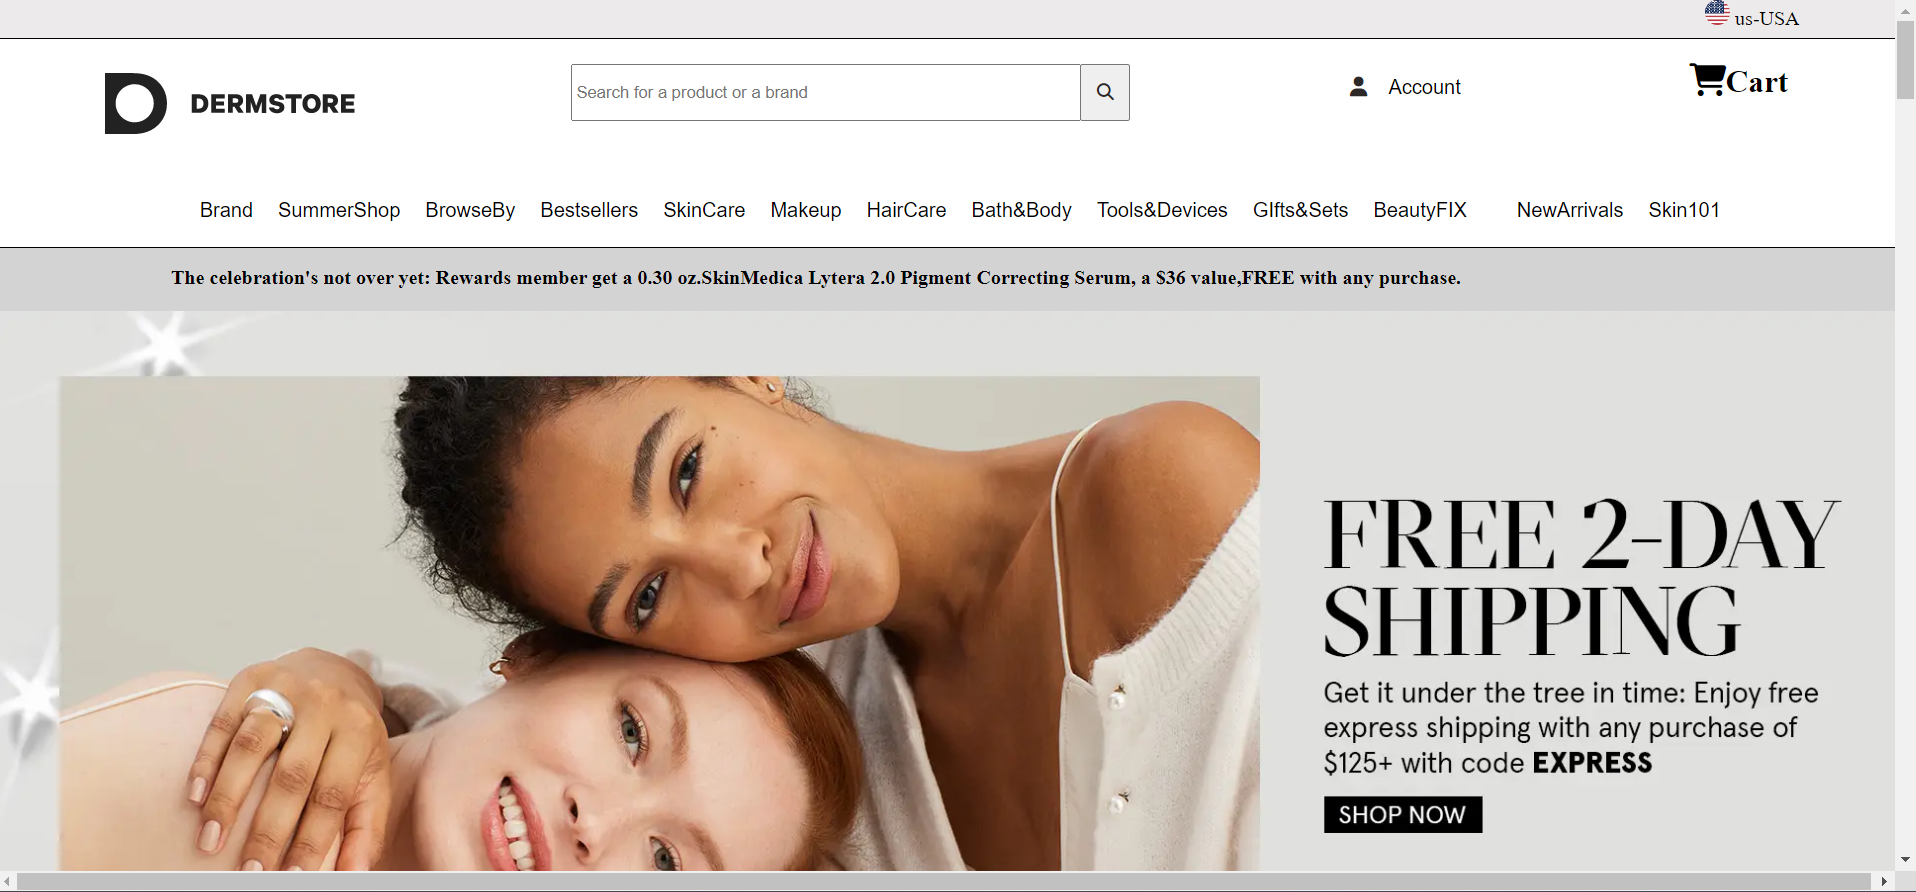 us-USA
DERMSTORE
Search for a product or a brand
Account
Cart
Brand SummerShop BrowseBy Bestsellers SkinCare Makeup HairCare Bath&Body Tools&Devices GIfts&Sets BeautyFIX NewArrivals Skin101
The celebration's not over yet: Rewards member get a 0.30 oz.SkinMedica Lytera 2.0 Pigment Correcting Serum, a $36 value,FREE with any purchase.
FREE 2-DAY
SHIPPING
Get it under the tree in time: Enjoy free
express shipping with any purchase of
$125+ with code EXPRESS
SHOP NOW